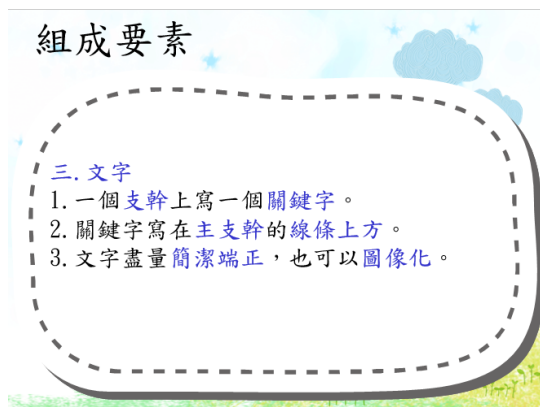 組成要素
三.文字
1.一個支幹上寫一個關鍵字。
2.關鍵字寫在主支幹的線條上方。
3.文字盡量簡潔端正，也可以圖像化。